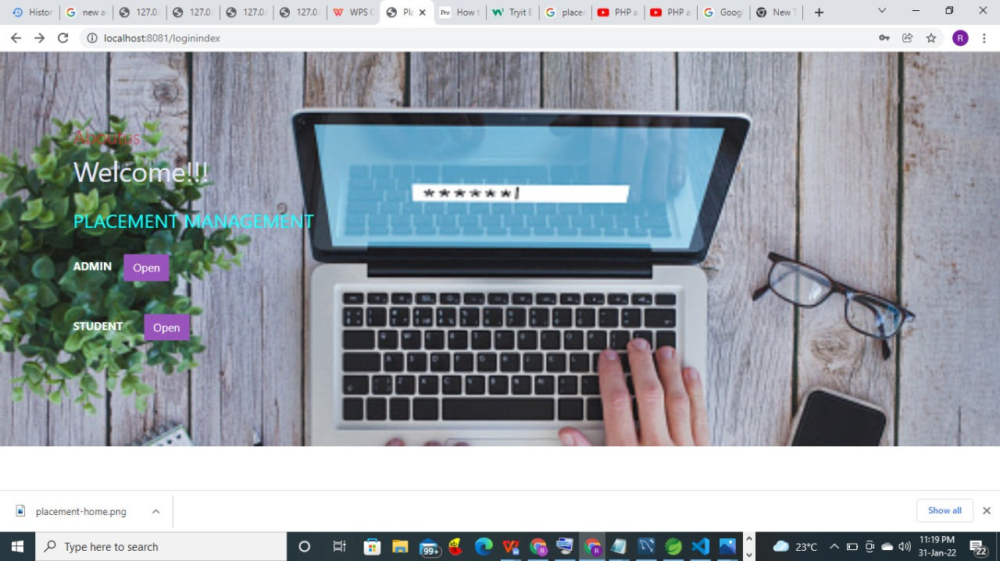 Histor
new a
127.0.
127.0.
127.0.
127.0.
WPS
Pla
Pro How t
Tryit E
placer
PHP a
PHP a
Googl
New T
localhost:8081/loginindex
R
Aboutus
Welcome!!!
PLACEMENT MANAGEMENT
ADMIN Open
STUDENT Open
******|
placement-home.png
Show all
Type here to search
99+
23°C
11:19 PM
31-Jan-22
22